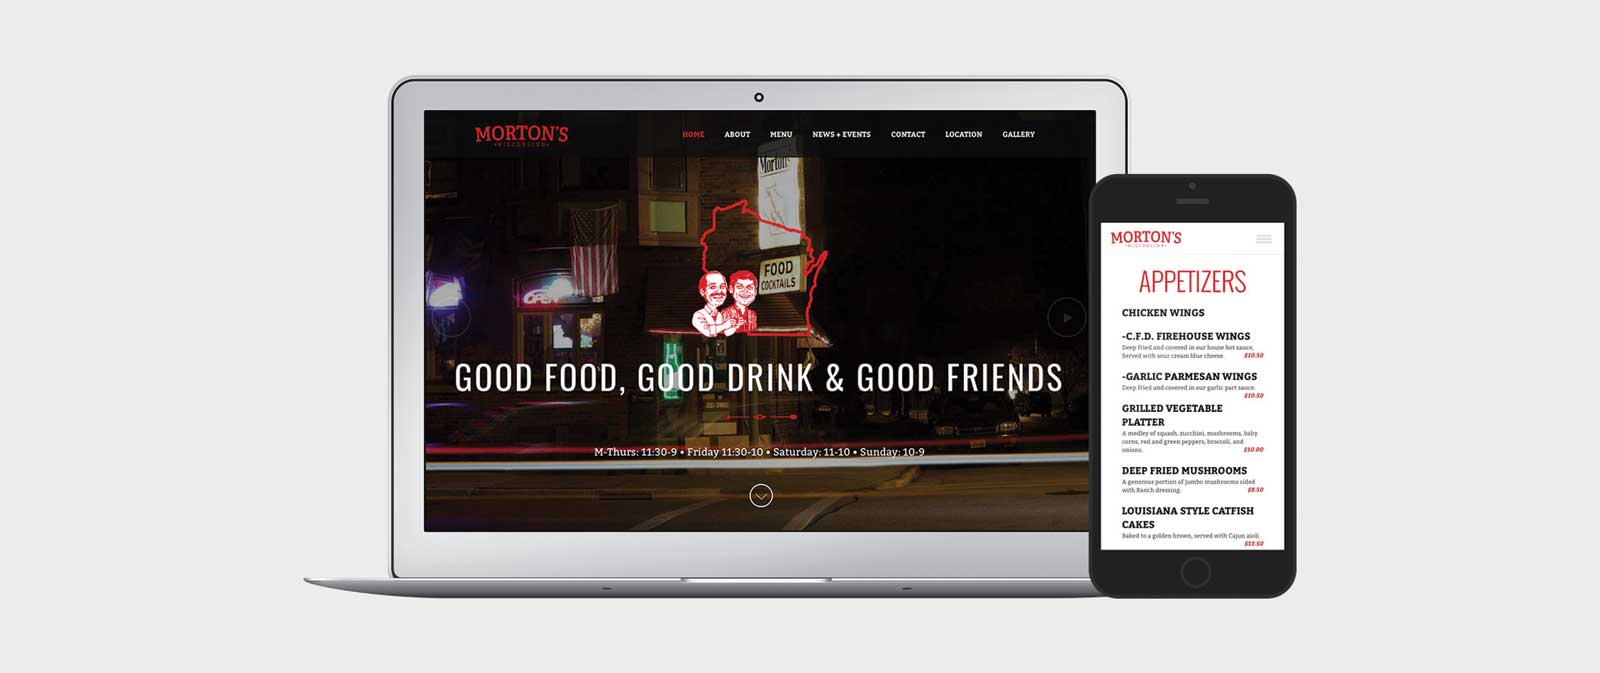 MORTON'S
•WISCONSIN•
HOME ABOUT MENU NEWS + EVENTS CONTACT LOCATION GALLERY
Morton's
OPEN
FOOD
COCKTAILS
GOOD FOOD, GOOD DRINK & GOOD FRIENDS
M-Thurs: 11:30-9 • Friday 11:30-10 • Saturday: 11-10 • Sunday: 10-9
MORTON'S
•WISCONSIN•
APPETIZERS
CHICKEN WINGS
-C.F.D. FIREHOUSE WINGS
Deep fried and covered in our house hot sauce,
Served with sour cream blue cheese. $10.50
-GARLIC PARMESAN WINGS
Deep fried and covered in our garlic part sauce.
$10.50
GRILLED VEGETABLE
PLATTER
A medley of squash, zucchini, mushrooms, baby
corns, red and green peppers, broccoli, and
onions. $10.00
DEEP FRIED MUSHROOMS
A generous portion of jumbo mushrooms sided
with Ranch dressing. $8.50
LOUISIANA STYLE CATFISH
CAKES
Baked to a golden brown, served with Cajun aioli.
$13.50